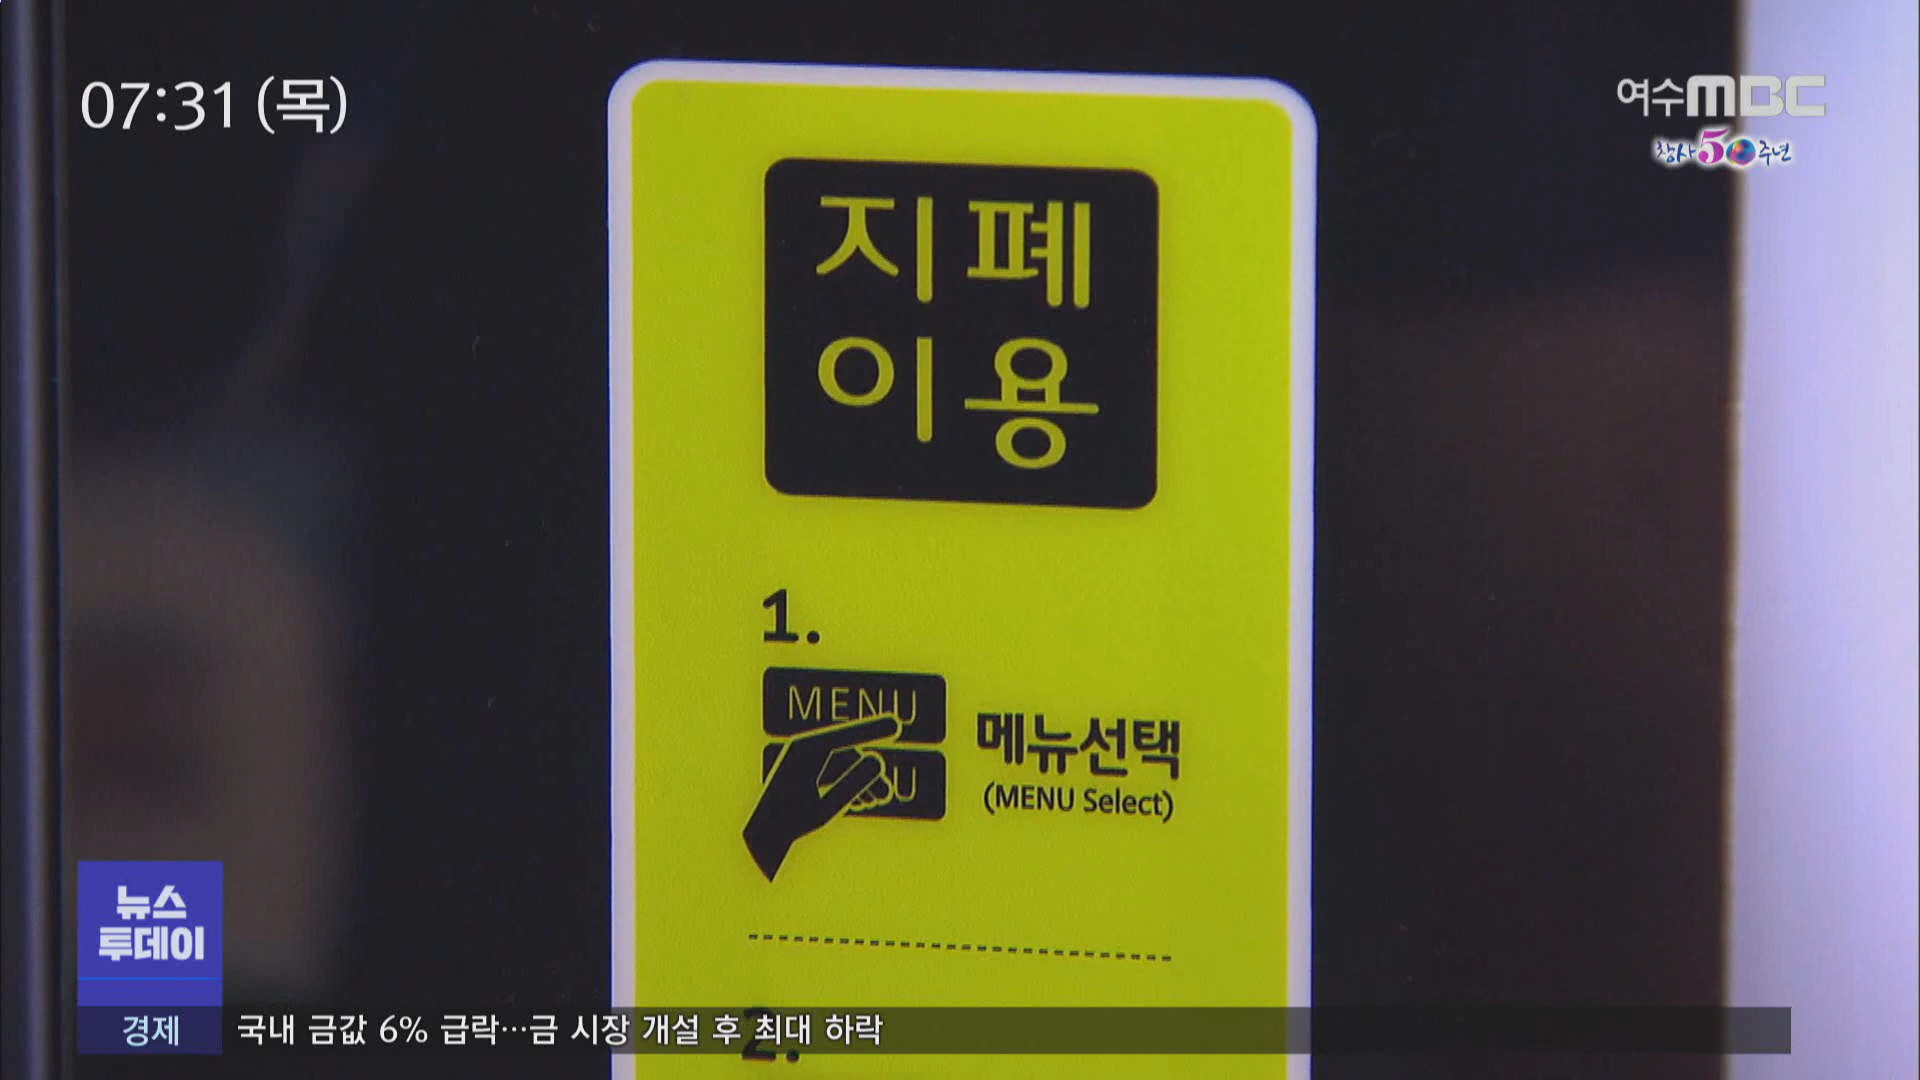 07:31 (목)
여수MBC
창사50주년
지폐
이용
1.
MENU
메뉴선택
(MENU Select)
2.
뉴스
투데이
경제
국내 금값 6% 급락…금 시장 개설 후 최대 하락